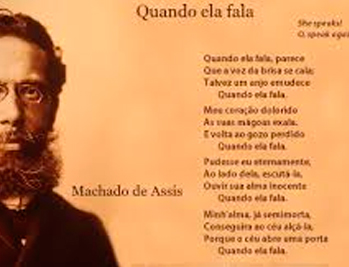 Quando ela fala
She speaks!
O, speak again
Quando ela fala, parece
Que a voz da brisa se cala;
Talvez um anjo emudece
Quando ela fala.
Meu coração dolorido
As suas mágoas exala.
E volta ao gozo perdido
Quando ela fala.
Pudesse eu eternamente,
Ao lado dela, escutá-la,
Ouvir sua alma inocente
Quando ela fala.
Minh'alma, já semimorta,
Conseguira ao céu alçá-la,
Porque o céu abre uma porta
Quando ela fala.
Machado de Assis